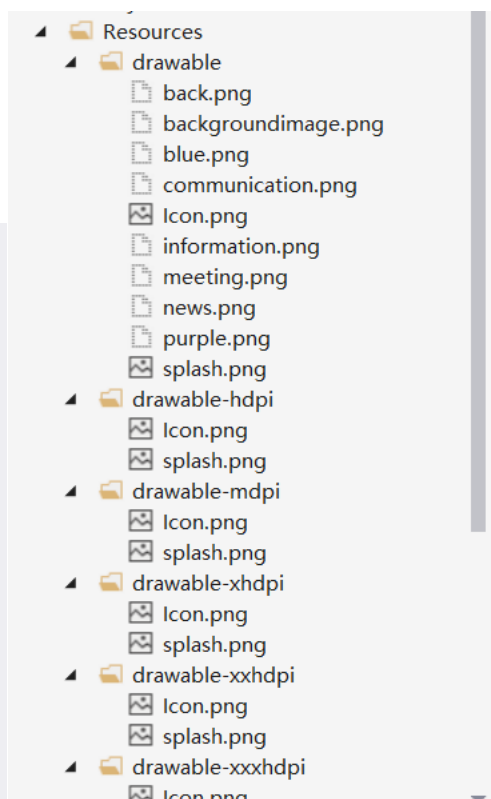 Resources
drawable
back.png
backgroundimage.png
blue.png
communication.png
Icon.png
information.png
meeting.png
news.png
purple.png
splash.png
drawable-hdpi
Icon.png
splash.png
drawable-mdpi
Icon.png
splash.png
drawable-xhdpi
Icon.png
splash.png
drawable-xxhdpi
Icon.png
splash.png
drawable-xxxhdpi
Icon.png